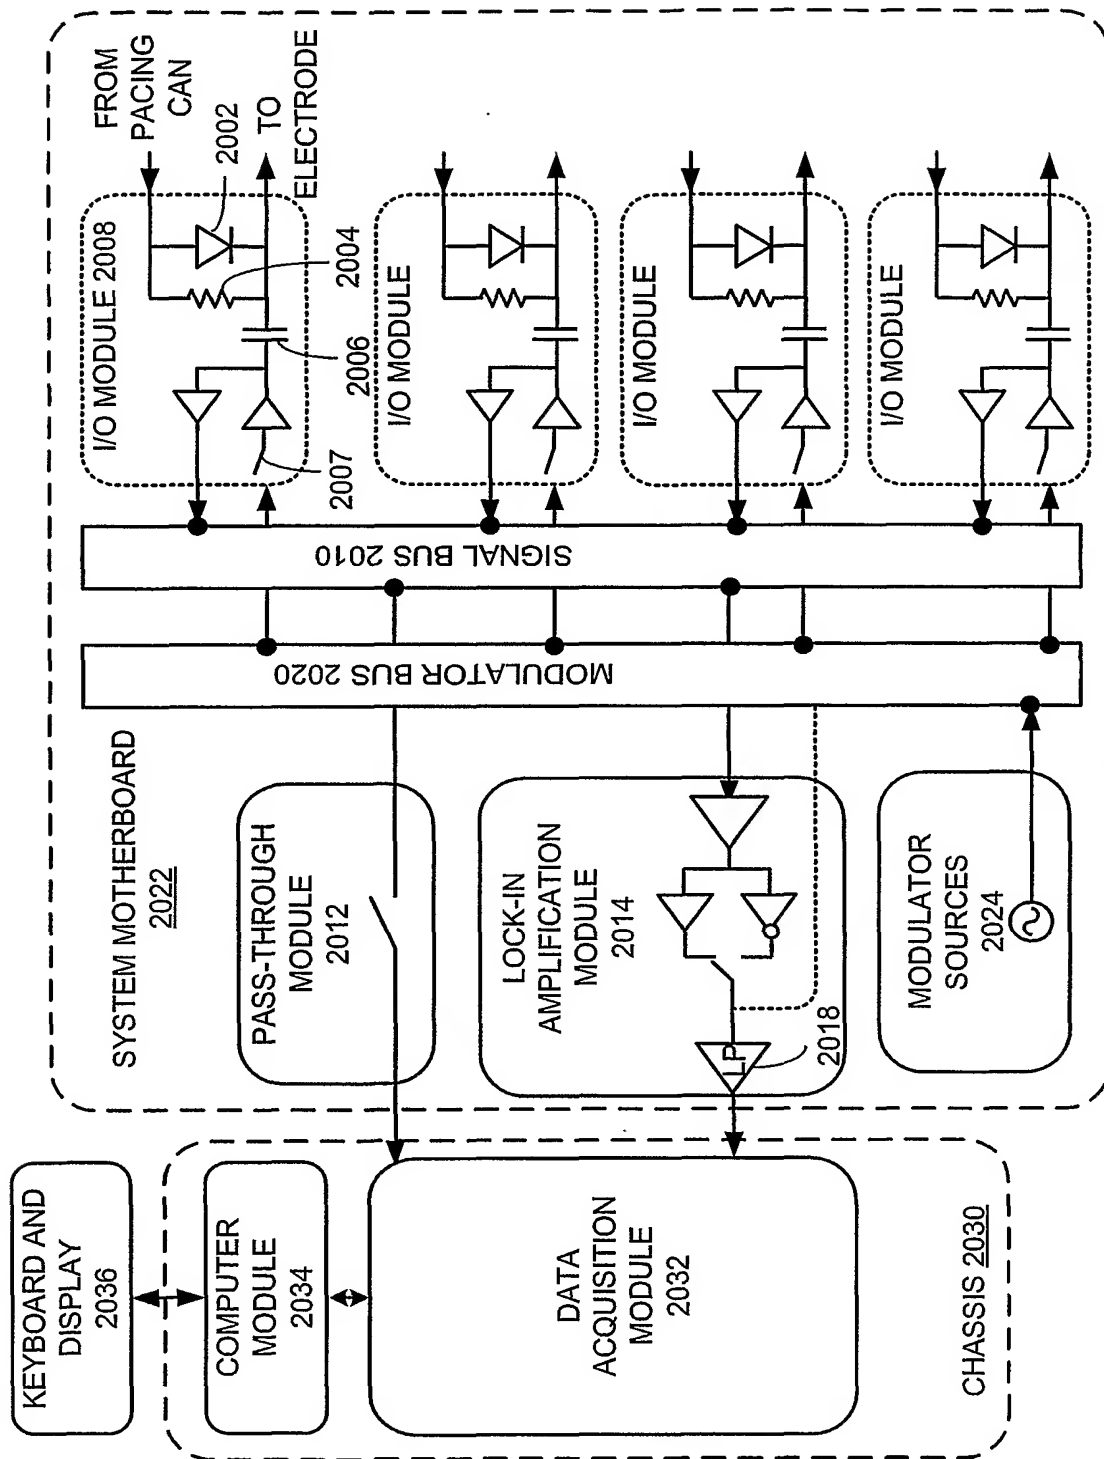 FROM
PACING
CAN
2002
TO
ELECTRODE
I/O MODULE 2008
2004
2006
2007
I/O MODULE
I/O MODULE
I/O MODULE
SIGNAL BUS 2010
MODULATOR BUS 2020
SYSTEM MOTHERBOARD
2022
PASS-THROUGH
MODULE
2012
LOCK-IN
AMPLIFICATION
MODULE
2014
LP
2018
MODULATOR
SOURCES
2024
KEYBOARD AND
DISPLAY
2036
COMPUTER
MODULE
2034
DATA
ACQUISITION
MODULE
2032
CHASSIS 2030